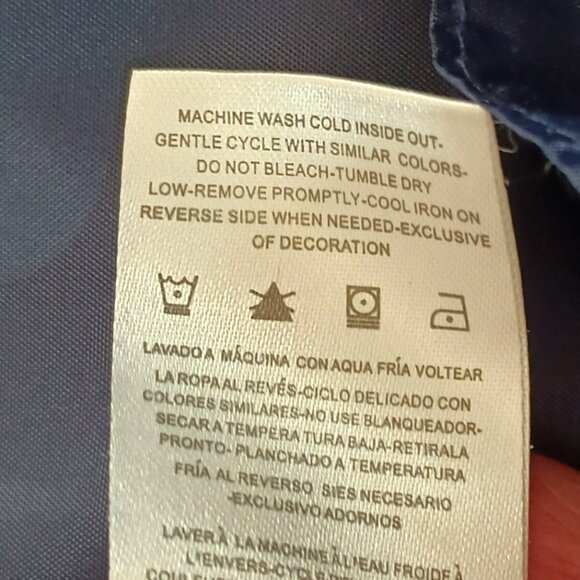 MACHINE WASH COLD INSIDE OUT-
GENTLE CYCLE WITH SIMILAR COLORS-
DO NOT BLEACH-TUMBLE DRY
LOW-REMOVE PROMPTLY-COOL IRON ON
REVERSE SIDE WHEN NEEDED-EXCLUSIVE
OF DECORATION
LAVADO A MÁQUINA CON AQUA FRÍA VOLTEAR
LA ROPA AL REVÉS-CICLO DELICADO CON
COLORES SIMILARES-NO USE BLANQUEADOR-
SECAR A TEMPERA TURA BAJA-RETIRALA
PRONTO- PLANCHADO A TEMPERATURA
FRÍA AL REVERSO SIES NECESARIO
-EXCLUSIVO ADORNOS
LAVER À LA MACHINE À L'EAU FROIDE À
L'ENVERS-CYCLE